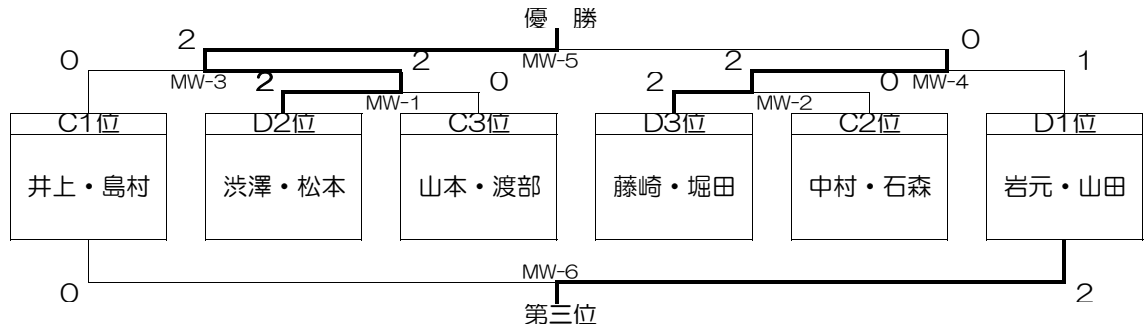 優　勝
2 0
0 MW-5 1
MW-3 2 2 MW-4
2 0 2 0
MW-1 MW-2
C1位 D2位 C3位 D3位 C2位 D1位
井上・島村 渋澤・松本 山本・渡部 藤崎・堀田 中村・石森 岩元・山田
MW-6
0 2
第三位